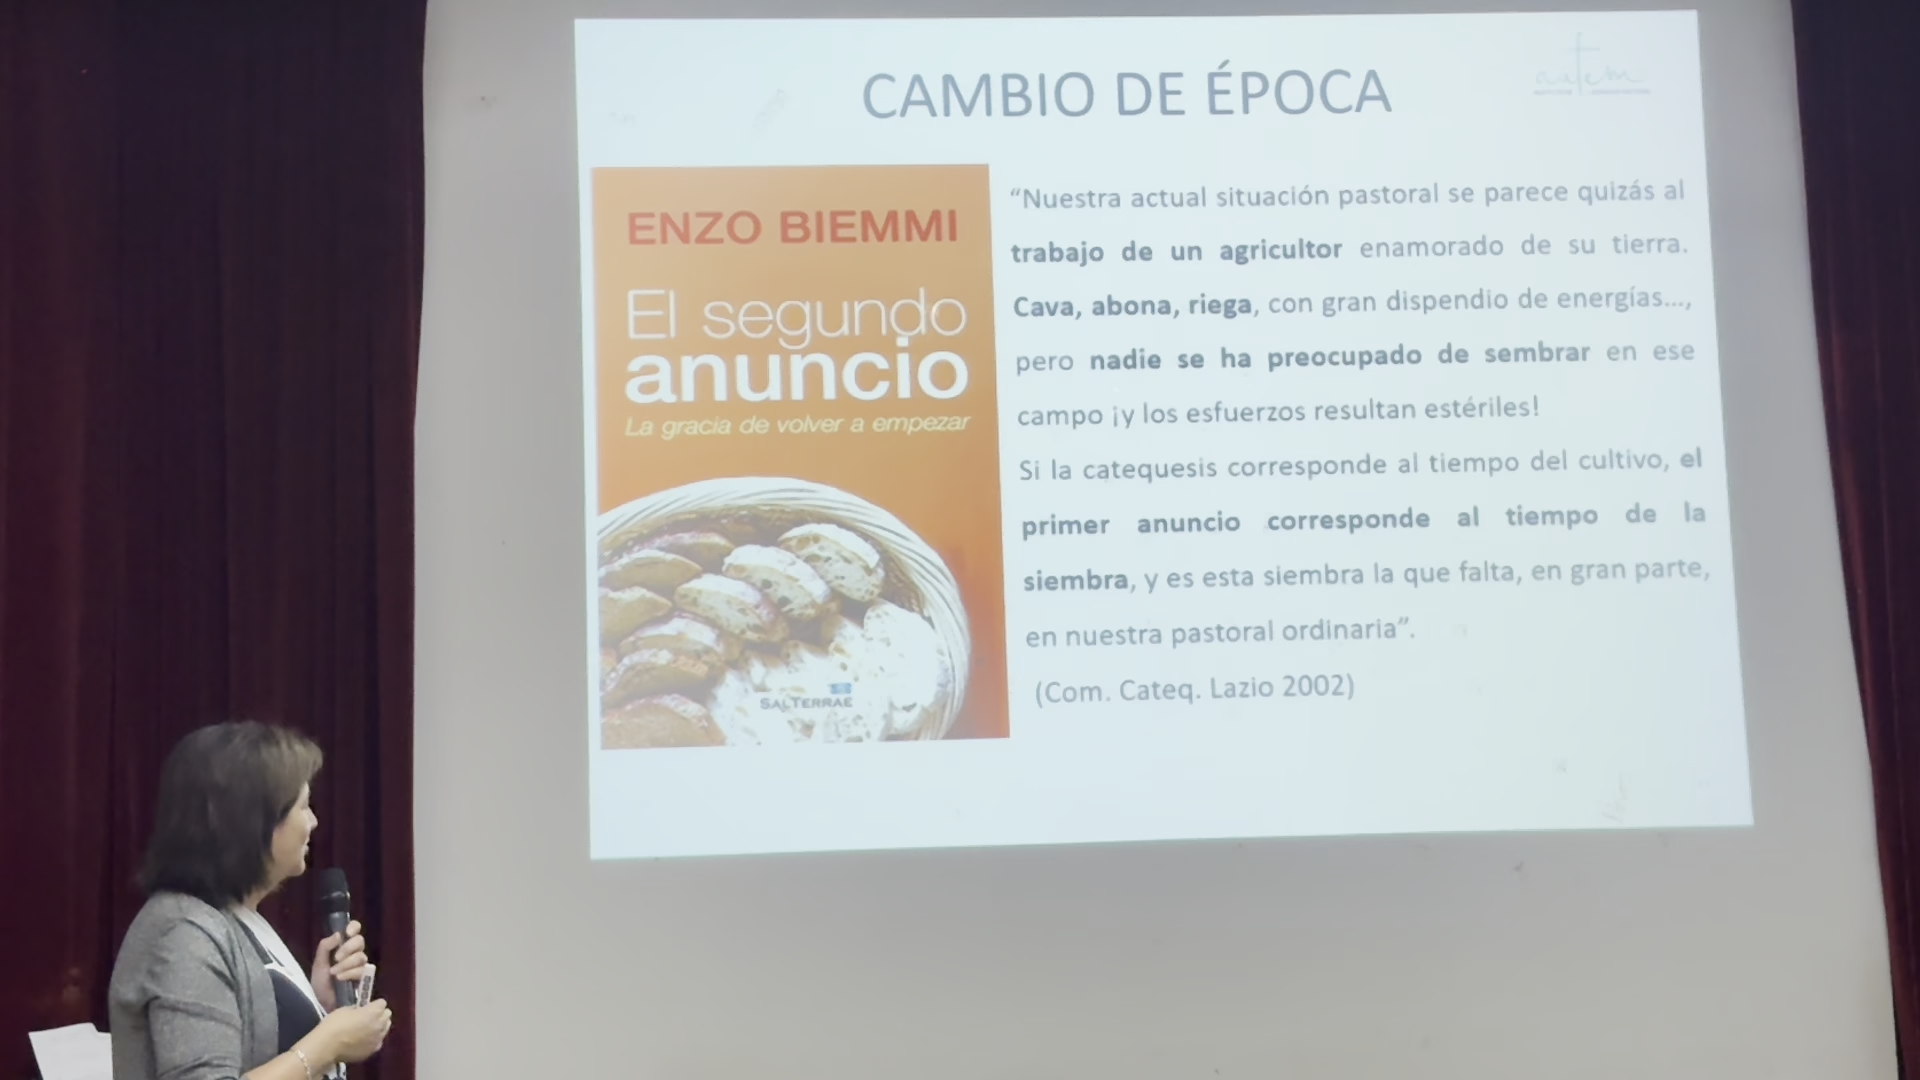 CAMBIO DE ÉPOCA
ENZO BIEMMI
El segundo
anuncio
La gracia de volver a empezar
SALTERRAE
“Nuestra actual situación pastoral se parece quizás al
trabajo de un agricultor enamorado de su tierra.
Cava, abona, riega, con gran dispendio de energías...,
pero nadie se ha preocupado de sembrar en ese
campo ¡y los esfuerzos resultan estériles!
Si la catequesis corresponde al tiempo del cultivo, el
primer anuncio corresponde al tiempo de la
siembra, y es esta siembra la que falta, en gran parte,
en nuestra pastoral ordinaria”.
(Com. Cateq. Lazio 2002)